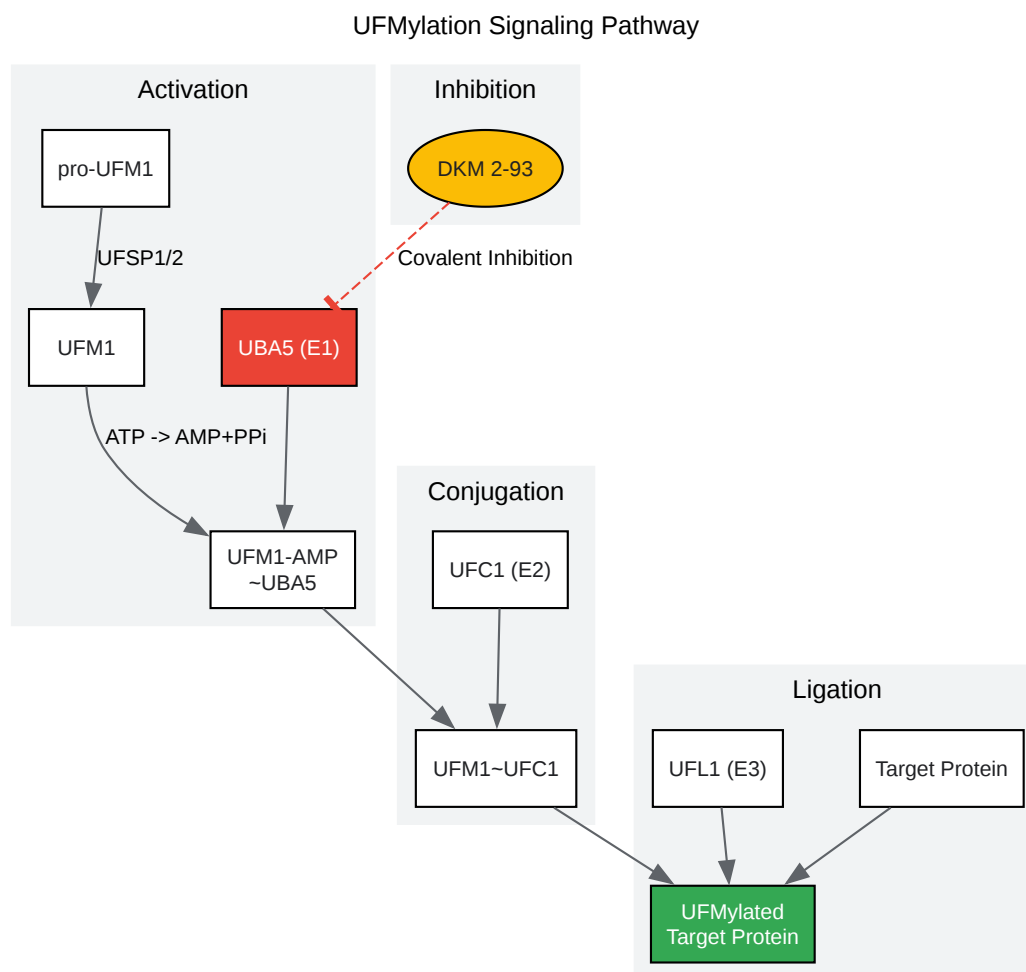 UFMylation Signaling Pathway
Activation
Inhibition
pro-UFM1
DKM 2-93
UFSP1/2
Covalent Inhibition
UFM1
UBA5 (E1)
ATP -> AMP+PPi
Conjugation
UFM1-AMP
~UBA5
UFC1 (E2)
Ligation
UFM1~UFC1
UFL1 (E3)
Target Protein
UFMylated
Target Protein